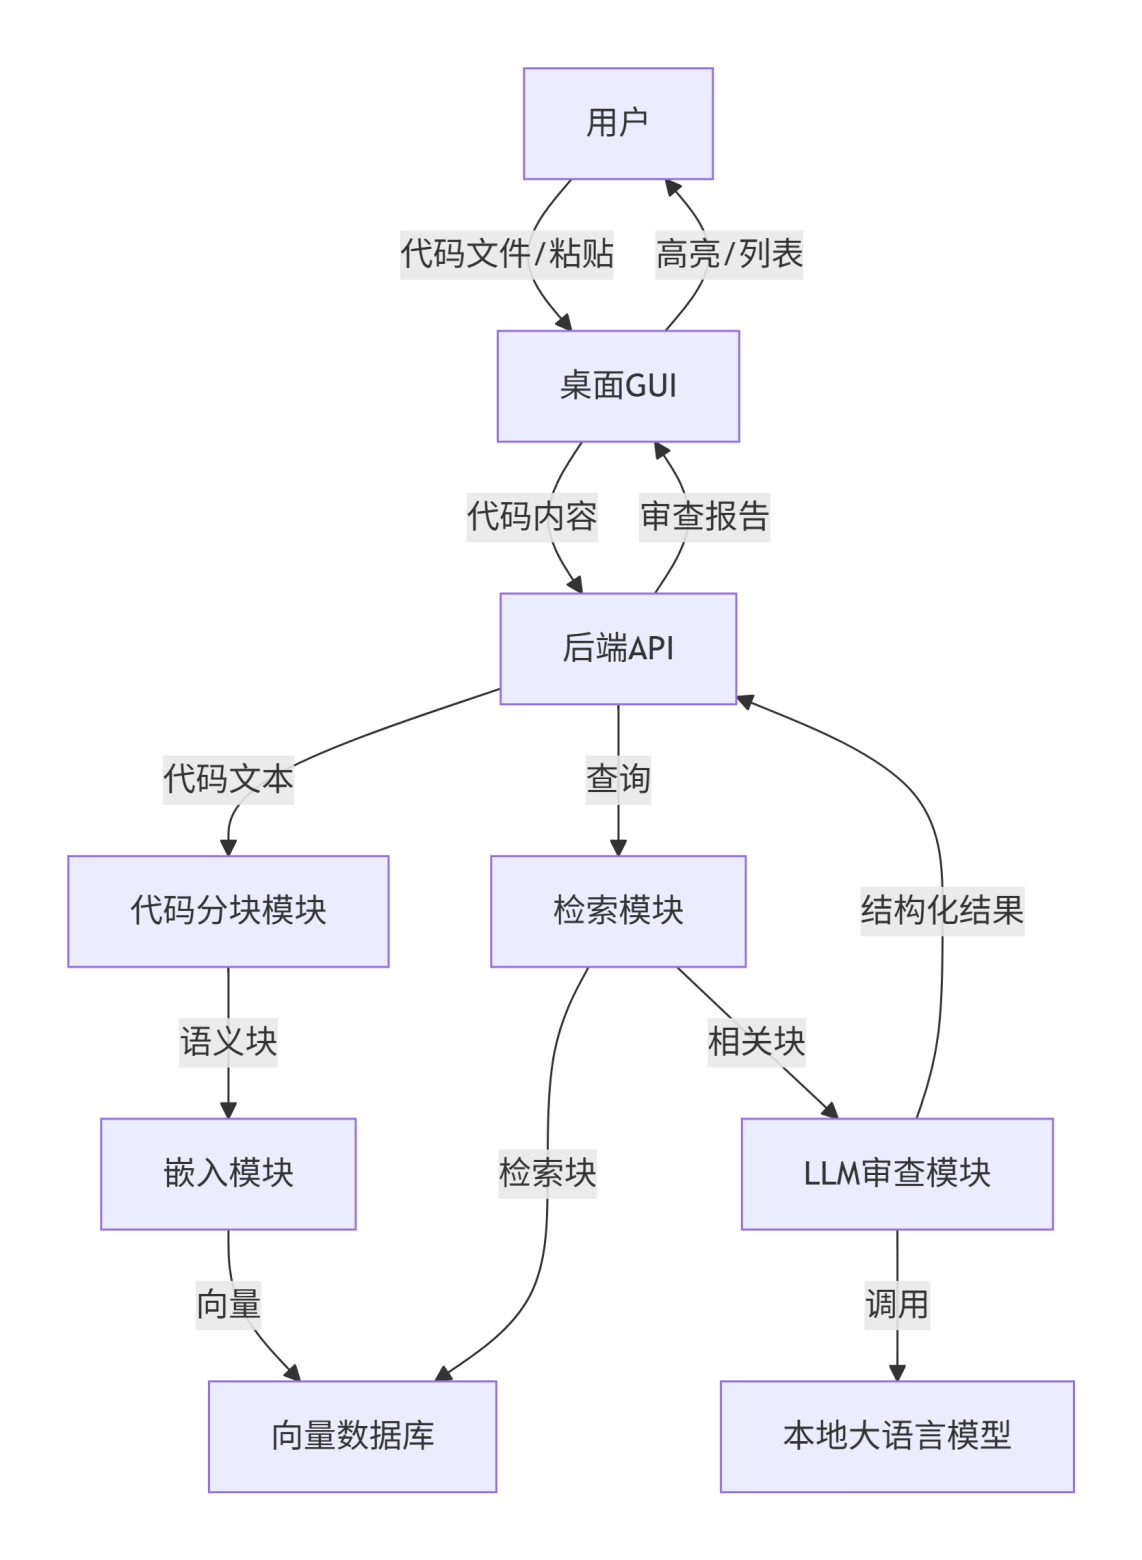 用户
代码文件/粘贴
高亮/列表
桌面GUI
代码内容
审查报告
后端API
代码文本
查询
代码分块模块
检索模块
结构化结果
语义块
相关块
嵌入模块
检索块
LLM审查模块
向量
调用
向量数据库
本地大语言模型